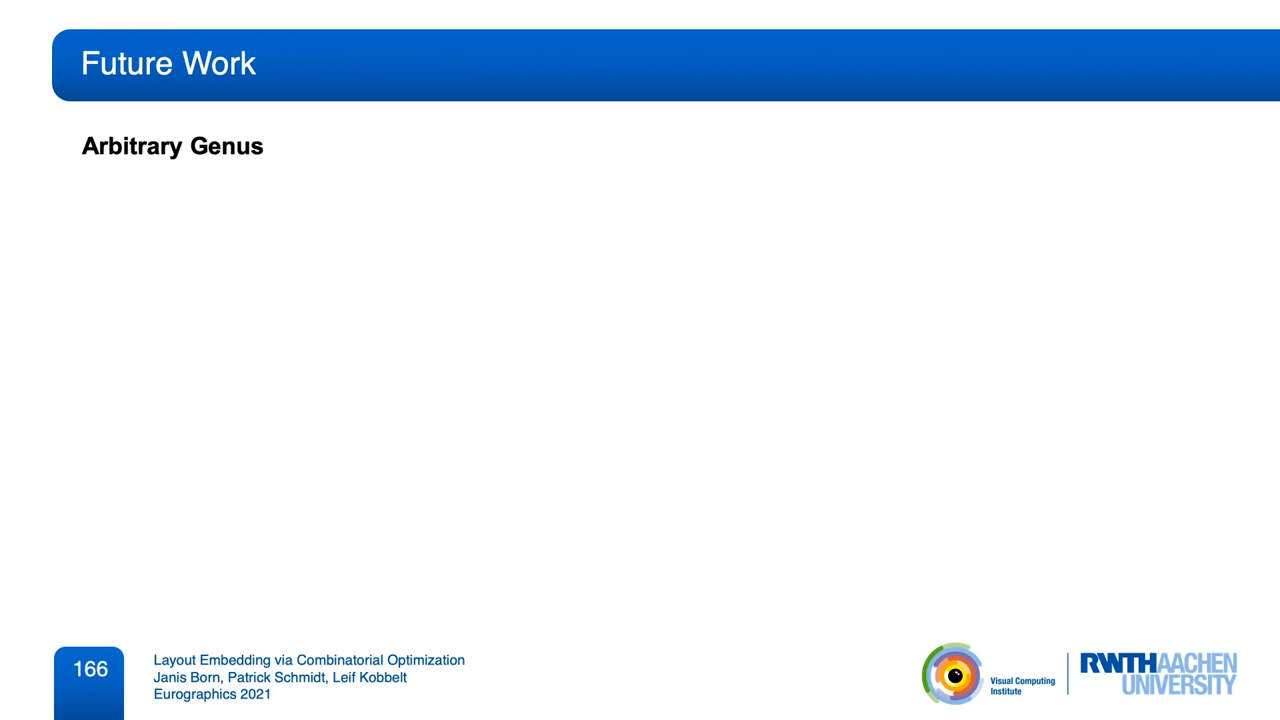 Future Work
Arbitrary Genus
166
Layout Embedding via Combinatorial Optimization
Janis Born, Patrick Schmidt, Leif Kobbelt
Eurographics 2021
Visual Computing
Institute
RWTHAACHEN
UNIVERSITY